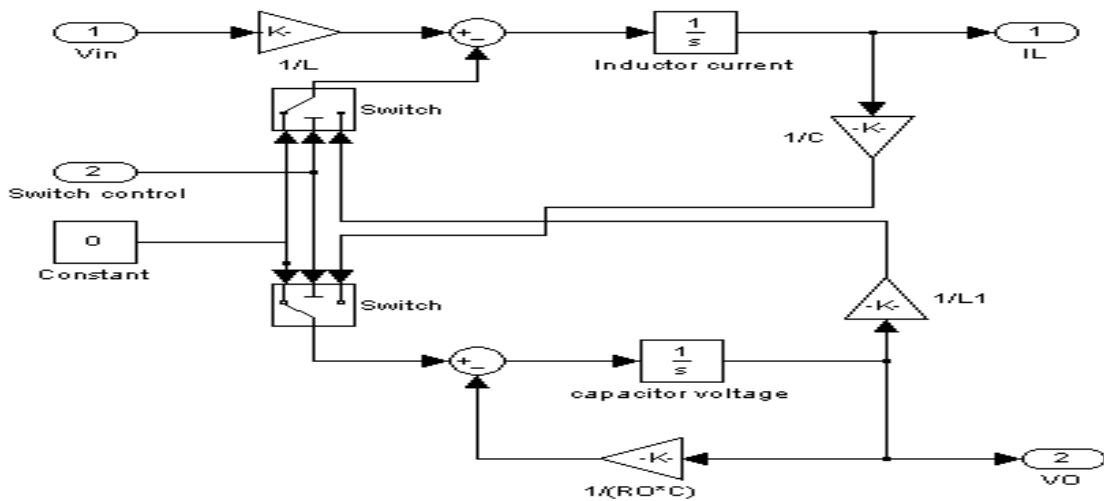 1
Vin
K-
1/L
+
-
1
s
Inductor current
1
IL
Switch
1/C
-K-
2
Switch control
0
Constant
Switch
-K-
1/L1
+
-
1
s
capacitor voltage
-K-
1/(RO*C)
2
VO